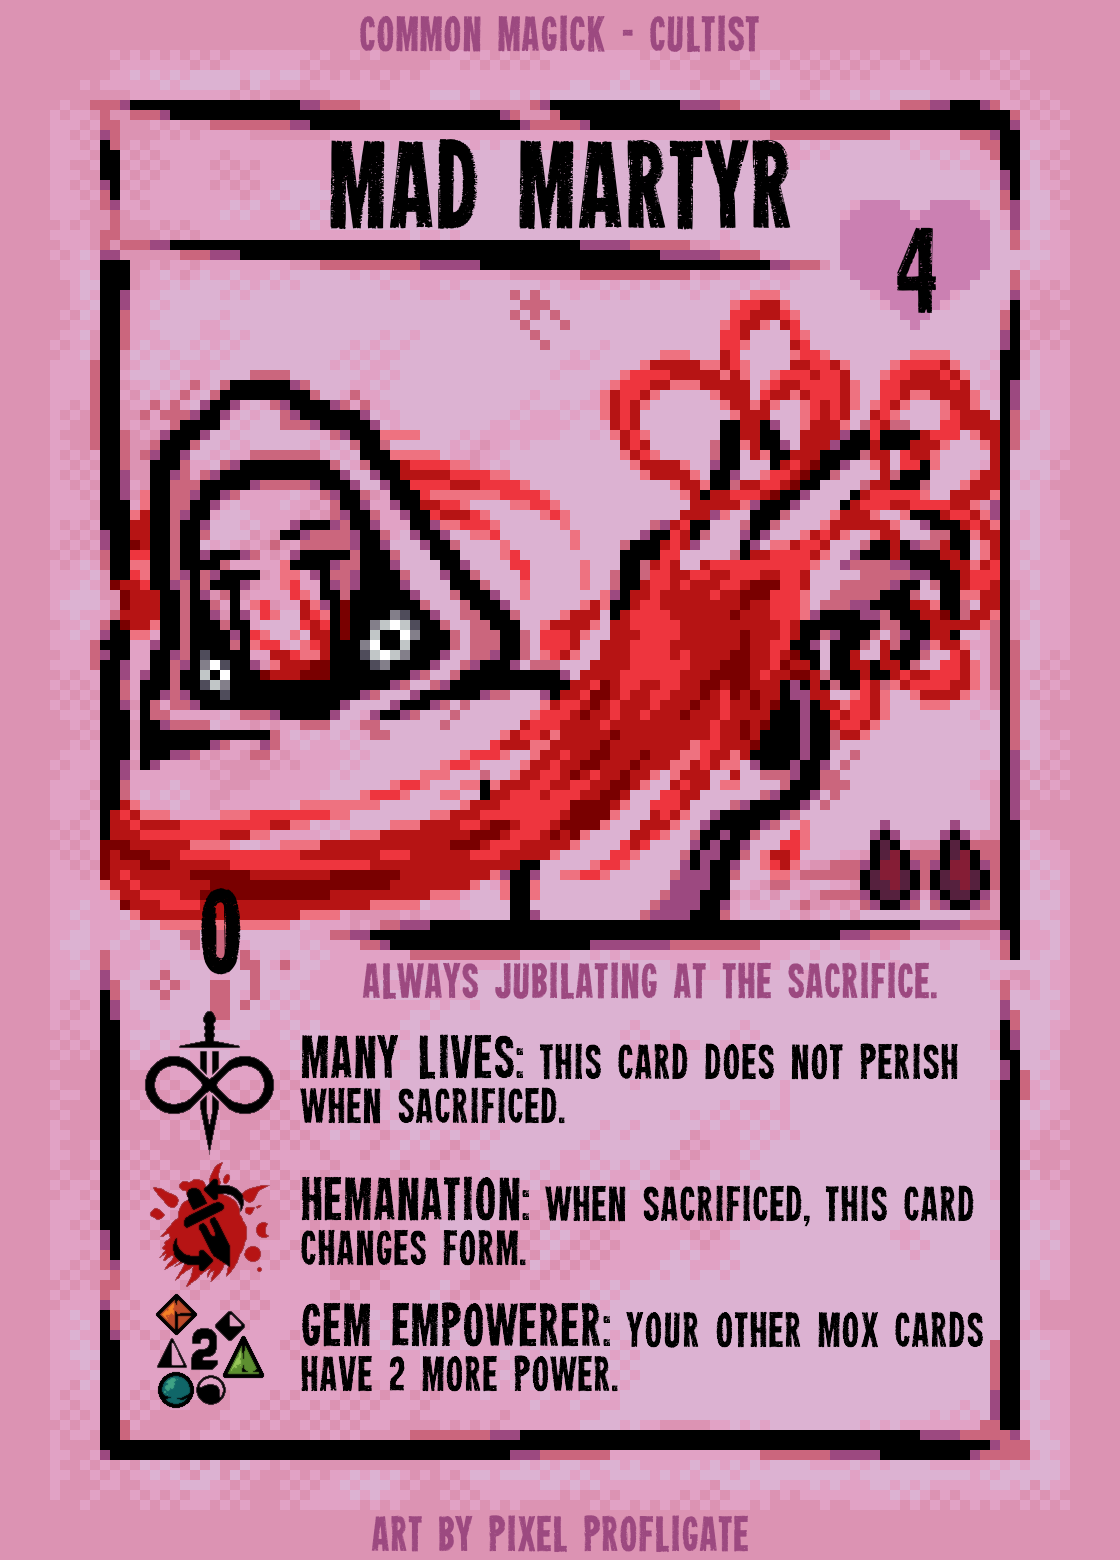 COMMON MAGICK - CULTIST
MAD MARTYR
4
0
ALWAYS JUBILATING AT THE SACRIFICE.
MANY LIVES: THIS CARD DOES NOT PERISH
WHEN SACRIFICED.
HEMANATION: WHEN SACRIFICED, THIS CARD
CHANGES FORM.
2
GEM EMPOWERER: YOUR OTHER MOX CARDS
HAVE 2 MORE POWER.
ART BY PIXEL PROFLIGATE